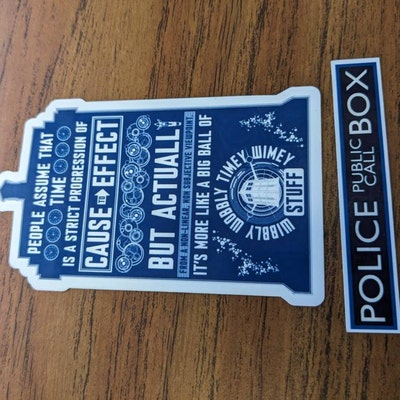 PEOPLE ASSUME THAT
TIME
IS A STRICT PROGRESSION OF
CAUSE TO EFFECT
BUT ACTUALLY
FROM A NON-LINEAR, NON SUBJECTIVE VIEWPOINT
IT'S MORE LIKE A BIG BALL OF
WIBBLY WOBBLY TIMEY WIMEY
STUFF
POLICE PUBLIC CALL BOX